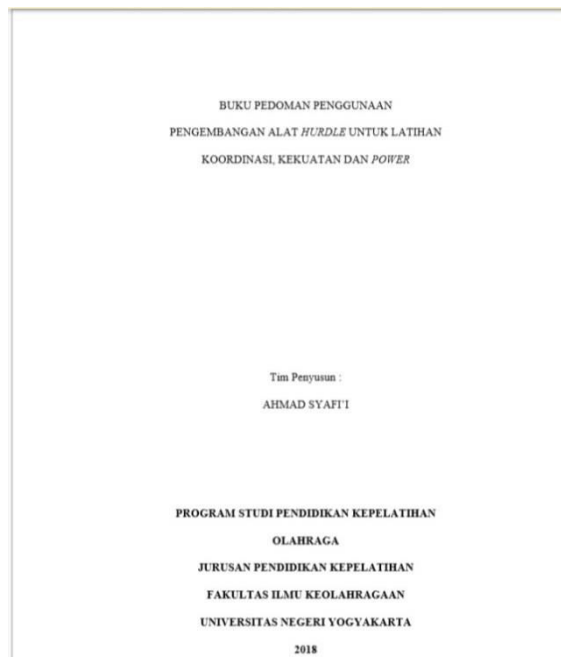 BUKU PEDOMAN PENGGUNAAN
PENGEMBANGAN ALAT HURDLE UNTUK LATIHAN
KOORDINASI, KEKUATAN DAN POWER
Tim Penyusun :
AHMAD SYAFI'I
PROGRAM STUDI PENDIDIKAN KEPELATIHAN
OLAHRAGA
JURUSAN PENDIDIKAN KEPELATIHAN
FAKULTAS ILMU KEOLAHRAGAAN
UNIVERSITAS NEGERI YOGYAKARTA
2018